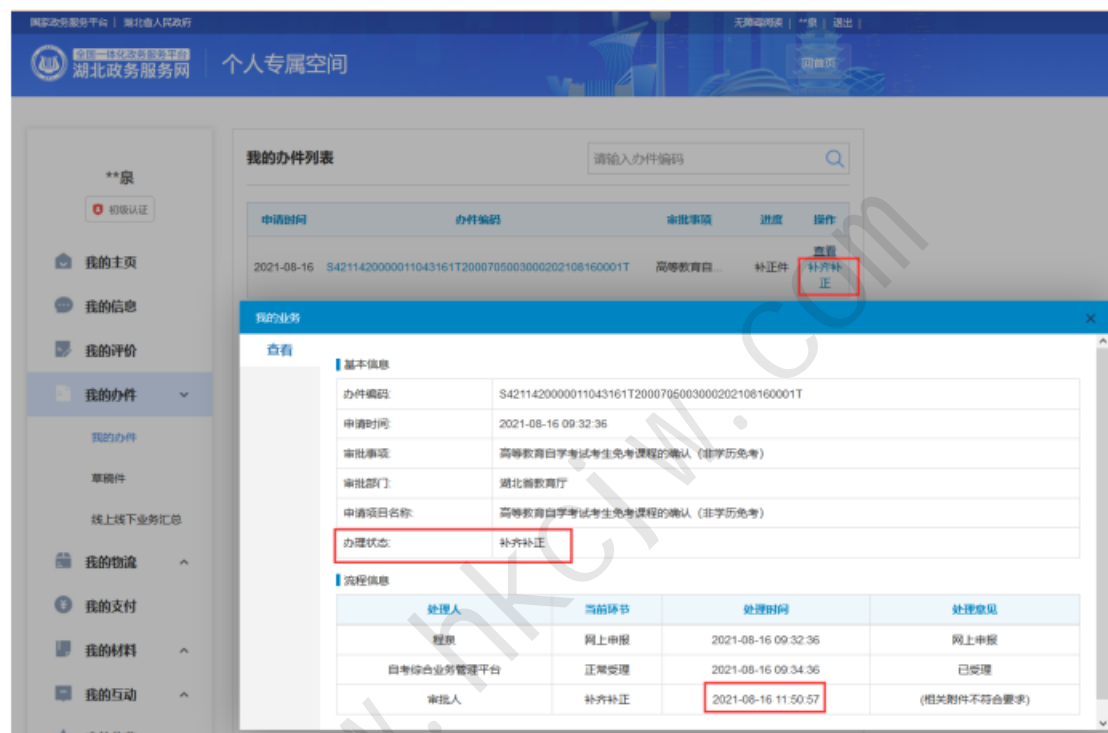 国家政务服务平台 | 湖北省人民政府
无障碍阅读 | **泉 | 退出 |
全国一体化政务服务平台
湖北政务服务网
个人专属空间
回首页
**泉
初级认证
我的主页
我的信息
我的评价
我的办件
我的办件
草稿件
线上线下业务汇总
我的物流
我的支付
我的材料
我的互动
我的办件列表
请输入办件编码
申请时间 办件编码 审批事项 进度 操作
查看
2021-08-16 S4211420000011043161T2000705003000202108160001T 高等教育自... 补正件 补齐补
正
我的业务 ×
查看
基本信息
办件编码: S4211420000011043161T2000705003000202108160001T
申请时间: 2021-08-16 09:32:36
审批事项: 高等教育自学考试考生免考课程的确认（非学历免考）
审批部门: 湖北省教育厅
申请项目名称: 高等教育自学考试考生免考课程的确认（非学历免考）
办理状态: 补齐补正
流程信息
处理人 当前环节 处理时间 处理意见
程泉 网上申报 2021-08-16 09:32:36 网上申报
自考综合业务管理平台 正常受理 2021-08-16 09:34:36 已受理
审批人 补齐补正 2021-08-16 11:50:57 (相关附件不符合要求)
w.hkcjw.com